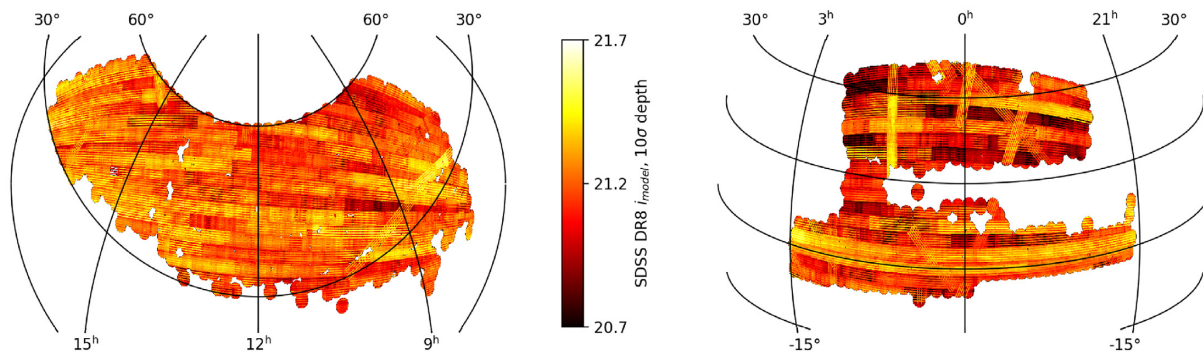 30° 60° 60° 30°
15ʰ 12ʰ 9ʰ
21.7
21.2
20.7
SDSS DR8 i_model, 10σ depth
30° 3ʰ 0ʰ 21ʰ 30°
-15° -15°